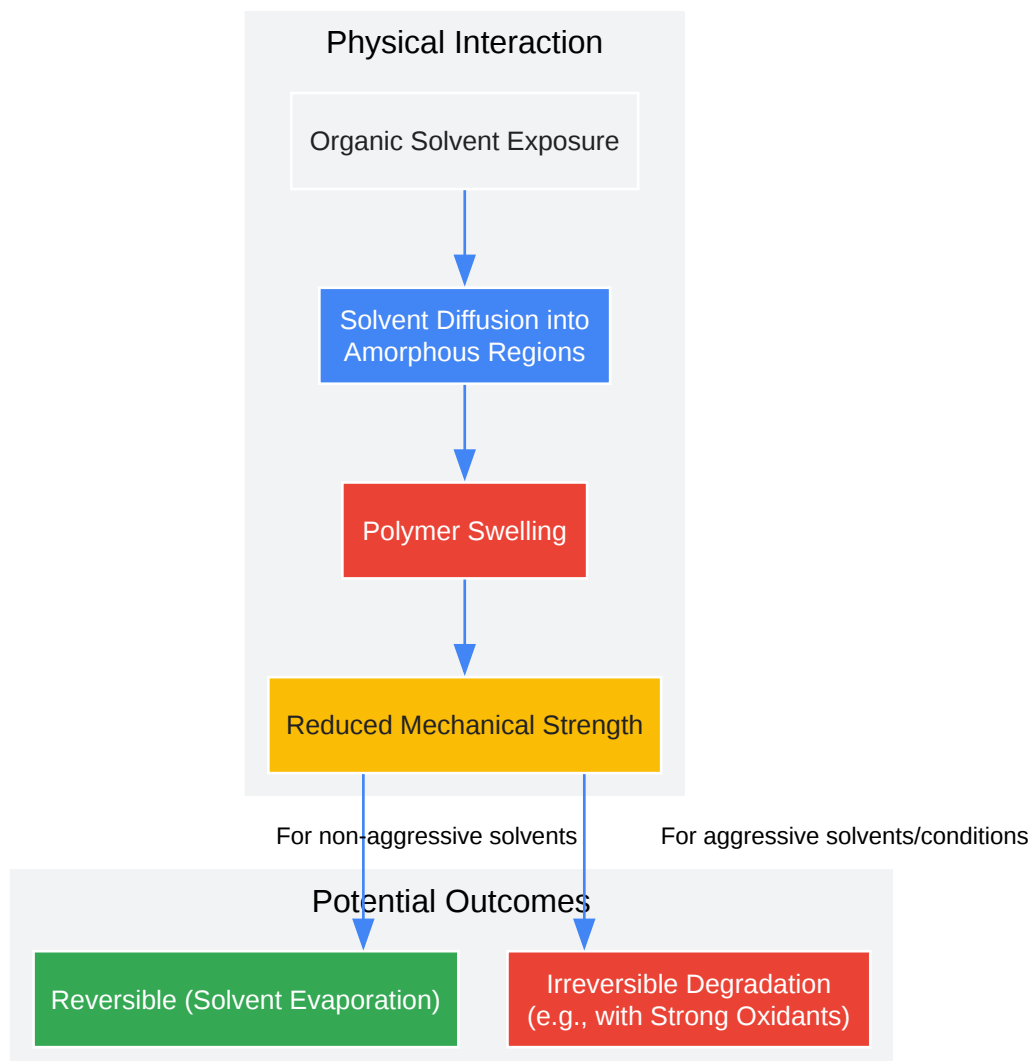 Physical Interaction
Organic Solvent Exposure
Solvent Diffusion into
Amorphous Regions
Polymer Swelling
Reduced Mechanical Strength
For non-aggressive solvents
For aggressive solvents/conditions
Potential Outcomes
Reversible (Solvent Evaporation)
Irreversible Degradation
(e.g., with Strong Oxidants)